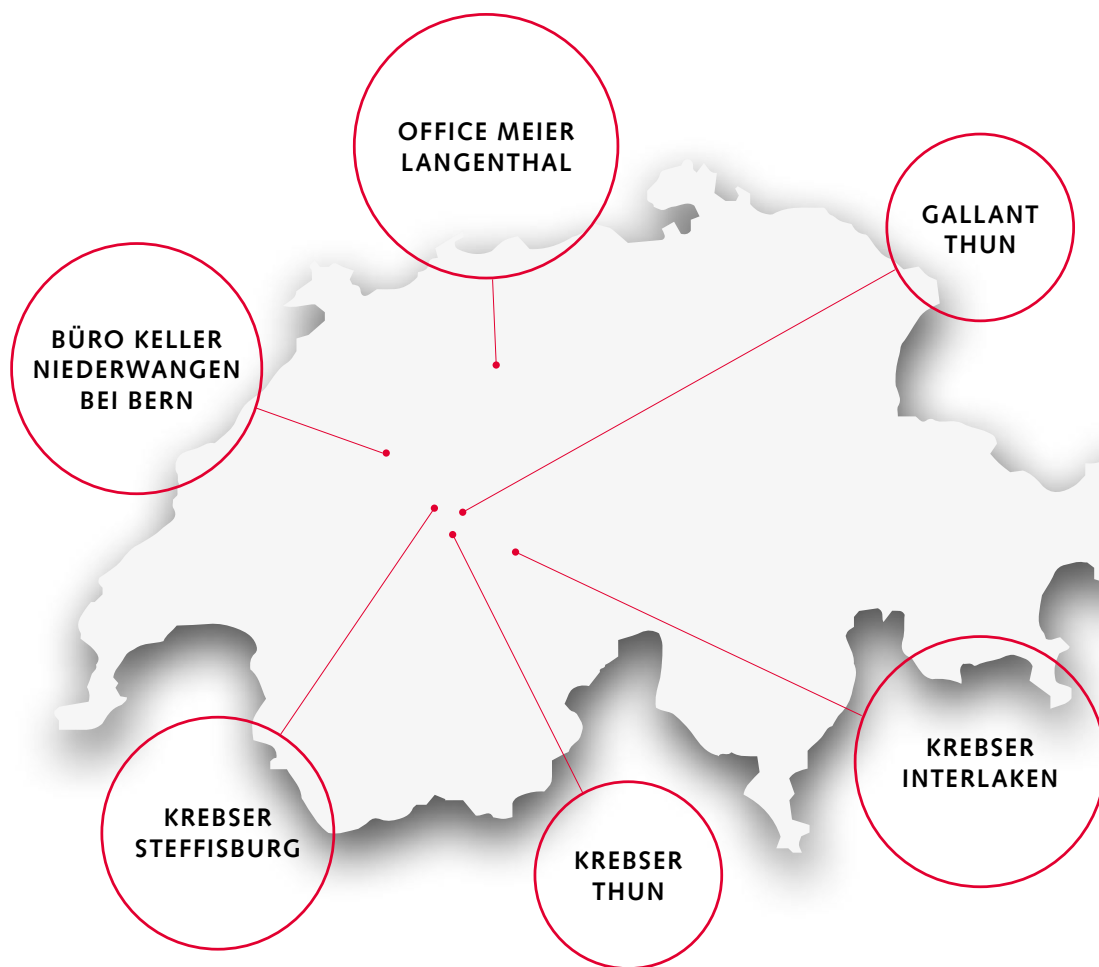 OFFICE MEIER
LANGENTHAL
GALLANT
THUN
BÜRO KELLER
NIEDERWANGEN
BEI BERN
KREBSER
INTERLAKEN
KREBSER
STEFFISBURG
KREBSER
THUN